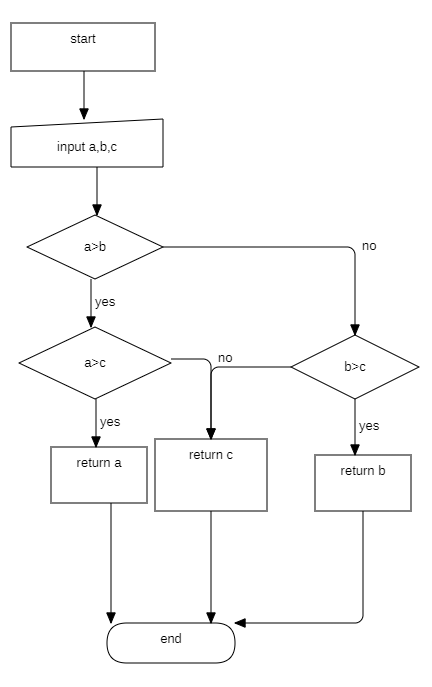 start
input a,b,c
a>b
no
yes
a>c
no
b>c
yes
yes
return a
return c
return b
end